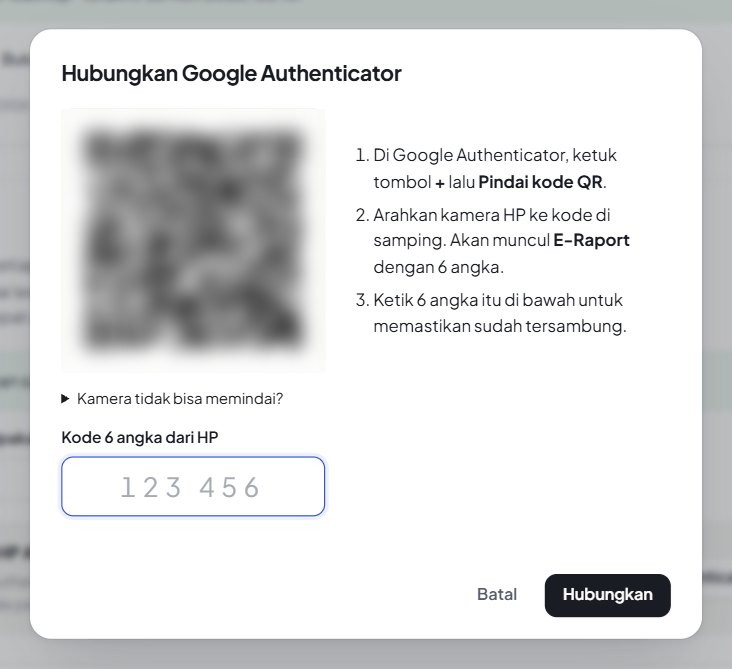 Hubungkan Google Authenticator
1. Di Google Authenticator, ketuk
tombol + lalu Pindai kode QR.
2. Arahkan kamera HP ke kode di
samping. Akan muncul E-Raport
dengan 6 angka.
3. Ketik 6 angka itu di bawah untuk
memastikan sudah tersambung.
Kamera tidak bisa memindai?
Kode 6 angka dari HP
123 456
Batal
Hubungkan